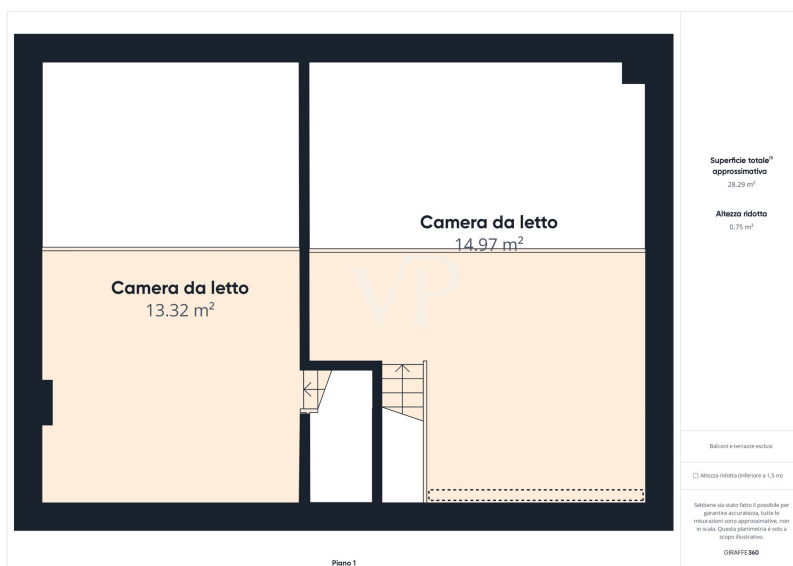 Camera da letto
14.97 m²
Camera da letto
13.32 m²
VP
Piano 1
Superficie totale⁽¹⁾
approssimativa
28.29 m²
Altezza ridotta
0.75 m²
Balconi e terrazze esclusi
Altezza ridotta (inferiore a 1,5 m)
Sebbene sia stato fatto il possibile per
garantire accuratezza, tutte le
misurazioni sono approssimative, non
in scala. Questa planimetria è solo a
scopo illustrativo.
GIRAFFE360